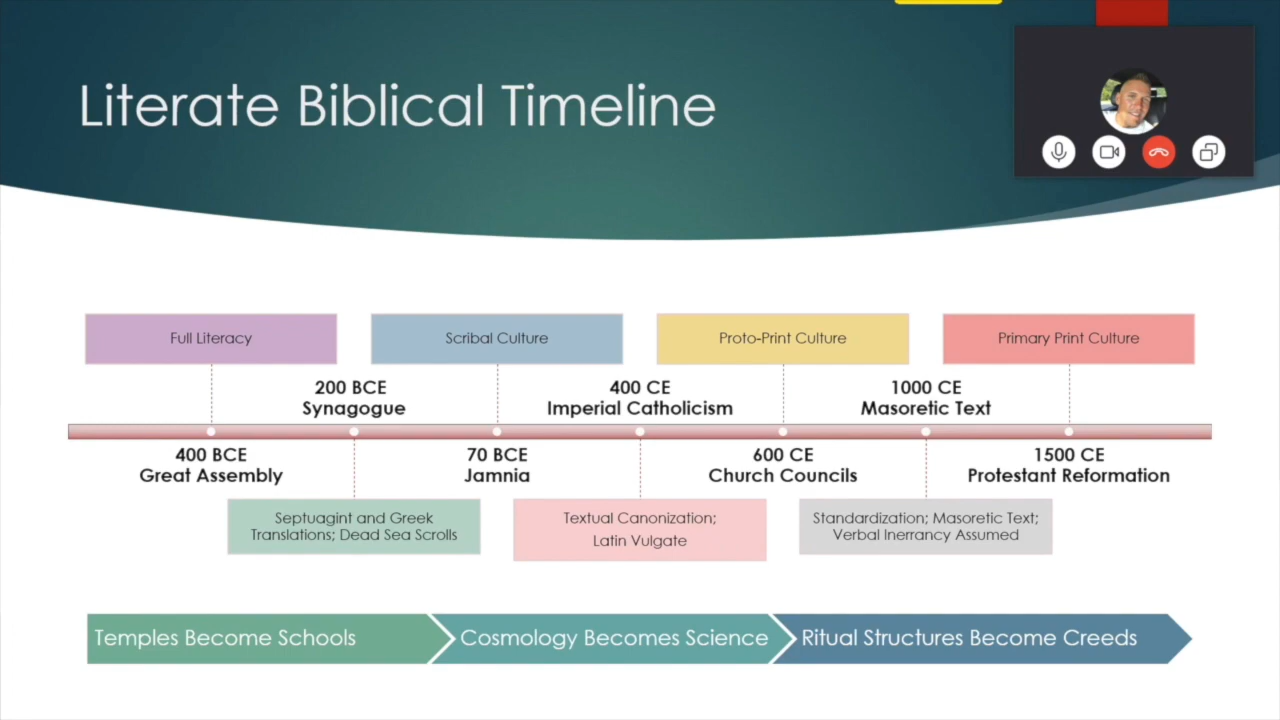 Literate Biblical Timeline
Full Literacy
Scribal Culture
Proto-Print Culture
Primary Print Culture
200 BCE
Synagogue
400 CE
Imperial Catholicism
1000 CE
Masoretic Text
400 BCE
Great Assembly
70 BCE
Jamnia
600 CE
Church Councils
1500 CE
Protestant Reformation
Septuagint and Greek
Translations; Dead Sea Scrolls
Textual Canonization;
Latin Vulgate
Standardization; Masoretic Text;
Verbal Inerrancy Assumed
Temples Become Schools
Cosmology Becomes Science
Ritual Structures Become Creeds